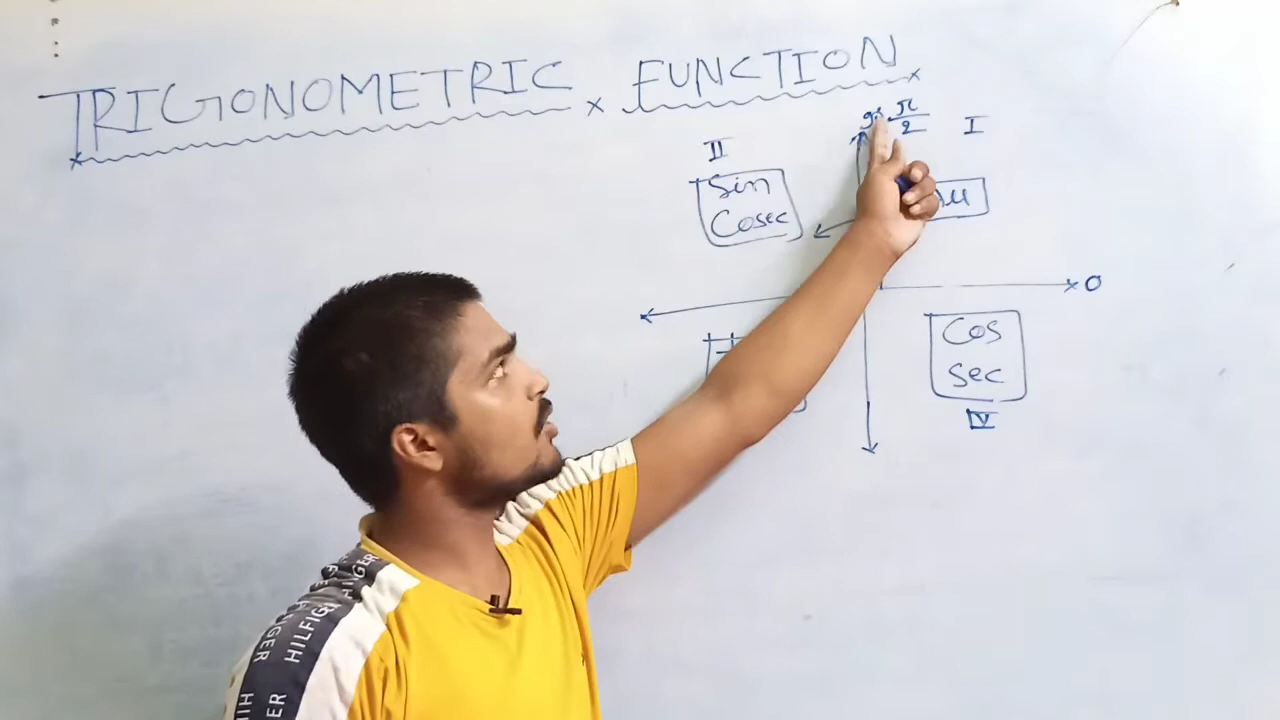 TRIGONOMETRIC FUNCTION
π/2 I
II
Sin
Cosec
0
Cos
Sec
IV
HILFIGER